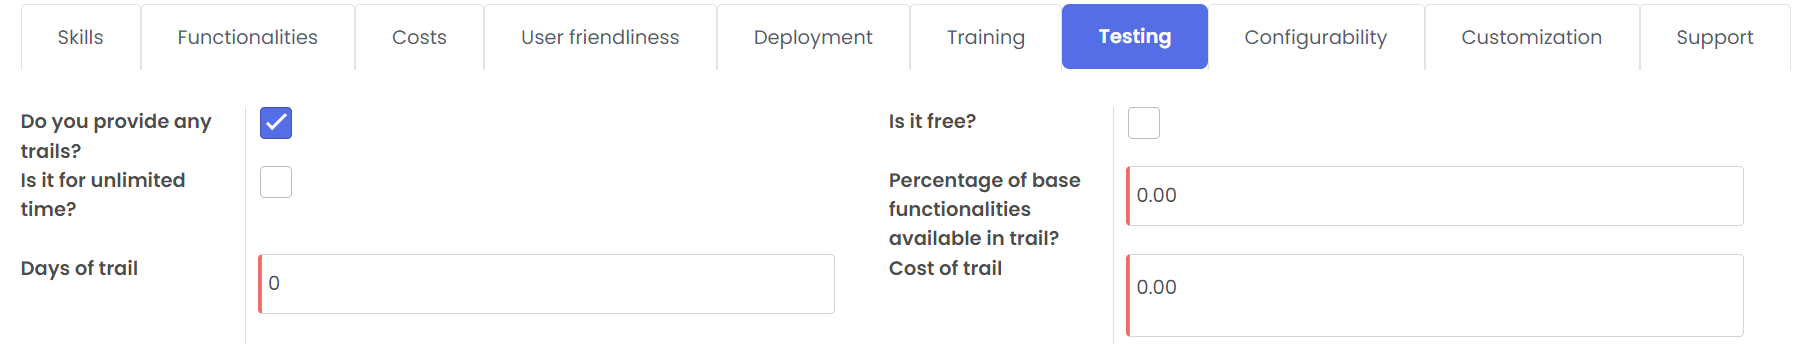 Skills Functionalities Costs User friendliness Deployment Training Testing Configurability Customization Support
Do you provide any
trails?
Is it free?
Is it for unlimited
time?
Percentage of base
functionalities
available in trail?
0.00
Days of trail
0
Cost of trail
0.00